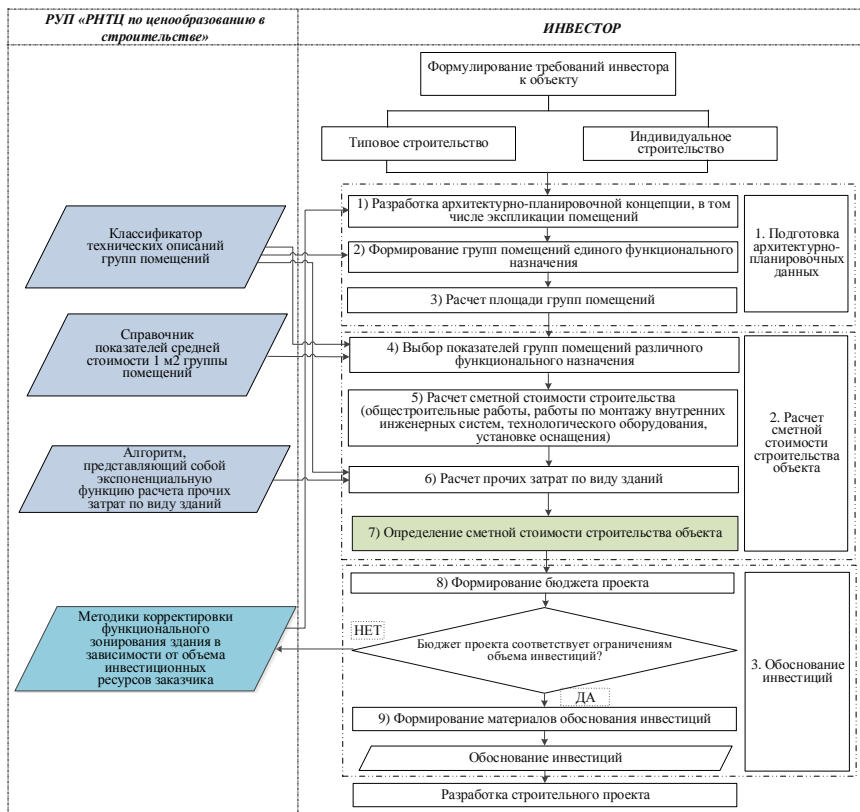 РУП «РНТЦ по ценообразованию в
строительстве»
ИНВЕСТОР
Формулирование требований инвестора
к объекту
Типовое строительство
Индивидуальное
строительство
Классификатор
технических описаний
групп помещений
Справочник
показателей средней
стоимости 1 м2 группы
помещений
Алгоритм,
представляющий собой
экспоненциальную
функцию расчета прочих
затрат по виду зданий
Методики корректировки
функционального
зонирования здания в
зависимости от объема
инвестиционных
ресурсов заказчика
1) Разработка архитектурно-планировочной концепции, в том
числе экспликации помещений
2) Формирование групп помещений единого функционального
назначения
3) Расчет площади групп помещений
1. Подготовка
архитектурно-
планировочных
данных
4) Выбор показателей групп помещений различного
функционального назначения
5) Расчет сметной стоимости строительства
(общестроительные работы, работы по монтажу внутренних
инженерных систем, технологического оборудования,
установке оснащения)
6) Расчет прочих затрат по виду зданий
7) Определение сметной стоимости строительства объекта
2. Расчет
сметной
стоимости
строительства
объекта
8) Формирование бюджета проекта
НЕТ
Бюджет проекта соответствует ограничениям
объема инвестиций?
ДА
9) Формирование материалов обоснования инвестиций
Обоснование инвестиций
3. Обоснование
инвестиций
Разработка строительного проекта